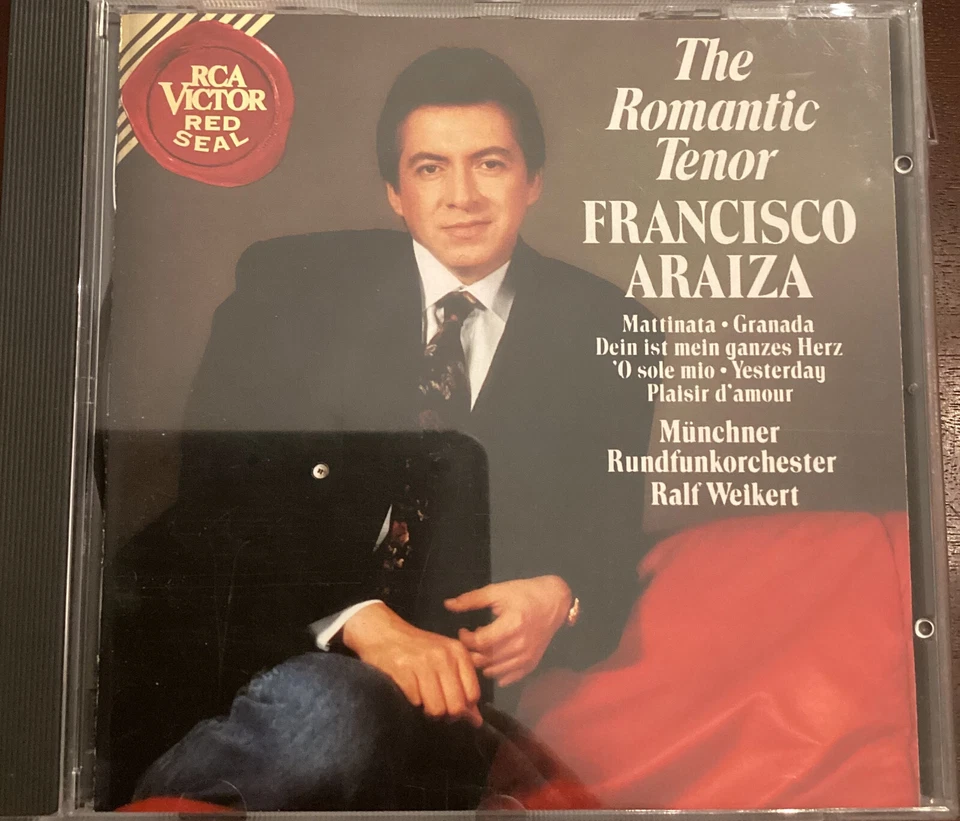 RCA
VICTOR
RED
SEAL
The
Romantic
Tenor
FRANCISCO
ARAIZA
Mattinata • Granada
Dein ist mein ganzes Herz
'O sole mio • Yesterday
Plaisir d'amour
Münchner
Rundfunkorchester
Ralf Weikert